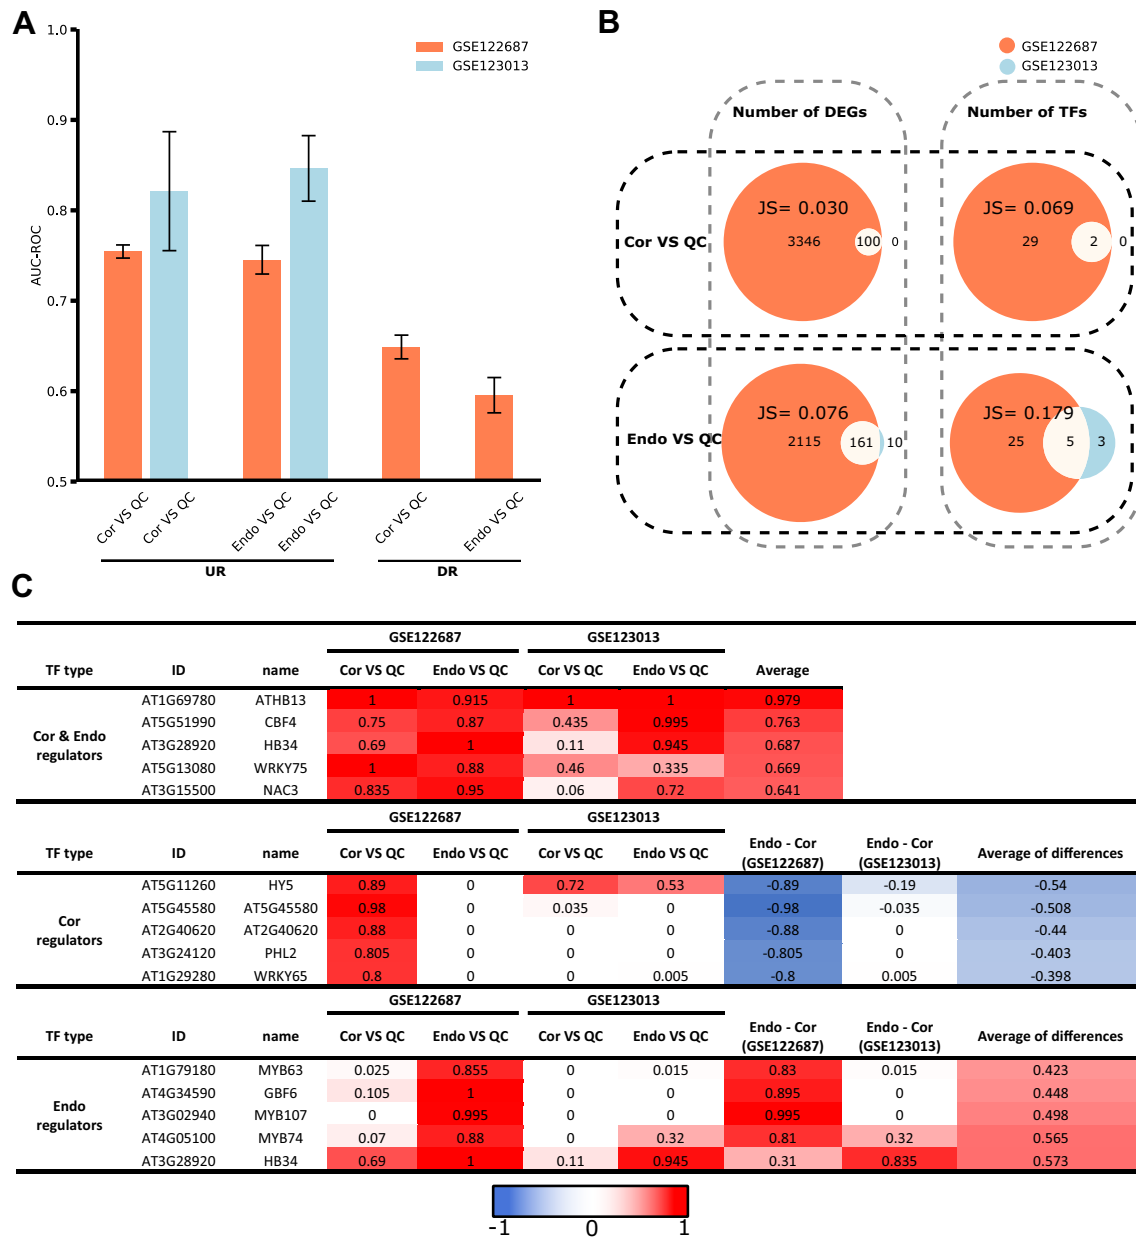 A
1.0
0.9
0.8
0.7
0.6
0.5
AUC-ROC
GSE122687
GSE123013
Cor VS QC
Cor VS QC
Endo VS QC
Endo VS QC
Cor VS QC
Endo VS QC
UR
DR
B
GSE122687
GSE123013
Number of DEGs
Number of TFs
Cor VS QC
JS= 0.030
3346
100
0
JS= 0.069
29
2
0
Endo VS QC
JS= 0.076
2115
161
10
JS= 0.179
25
5
3
C
GSE122687 GSE123013
TF type ID name Cor VS QC Endo VS QC Cor VS QC Endo VS QC Average
Cor & Endo regulators
AT1G69780 ATHB13 1 0.915 1 1 0.979
AT5G51990 CBF4 0.75 0.87 0.435 0.995 0.763
AT3G28920 HB34 0.69 1 0.11 0.945 0.687
AT5G13080 WRKY75 1 0.88 0.46 0.335 0.669
AT3G15500 NAC3 0.835 0.95 0.06 0.72 0.641
GSE122687 GSE123013
TF type ID name Cor VS QC Endo VS QC Cor VS QC Endo VS QC Endo - Cor (GSE122687) Endo - Cor (GSE123013) Average of differences
Cor regulators
AT5G11260 HY5 0.89 0 0.72 0.53 -0.89 -0.19 -0.54
AT5G45580 AT5G45580 0.98 0 0.035 0 -0.98 -0.035 -0.508
AT2G40620 AT2G40620 0.88 0 0 0 -0.88 0 -0.44
AT3G24120 PHL2 0.805 0 0 0 -0.805 0 -0.403
AT1G29280 WRKY65 0.8 0 0 0.005 -0.8 0.005 -0.398
GSE122687 GSE123013
TF type ID name Cor VS QC Endo VS QC Cor VS QC Endo VS QC Endo - Cor (GSE122687) Endo - Cor (GSE123013) Average of differences
Endo regulators
AT1G79180 MYB63 0.025 0.855 0 0.015 0.83 0.015 0.423
AT4G34590 GBF6 0.105 1 0 0 0.895 0 0.448
AT3G02940 MYB107 0 0.995 0 0 0.995 0 0.498
AT4G05100 MYB74 0.07 0.88 0 0.32 0.81 0.32 0.565
AT3G28920 HB34 0.69 1 0.11 0.945 0.31 0.835 0.573
-1 0 1